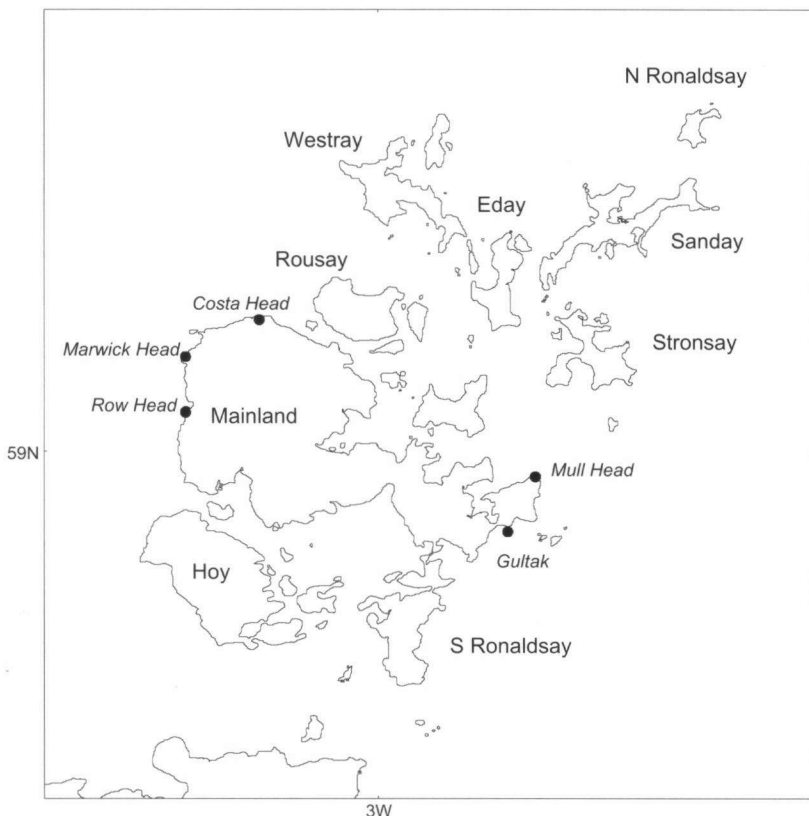 N Ronaldsay
Westray
Eday
Sanday
Rousay
Costa Head
Stronsay
Marwick Head
Row Head
Mainland
59N
Mull Head
Gultak
Hoy
S Ronaldsay
3W